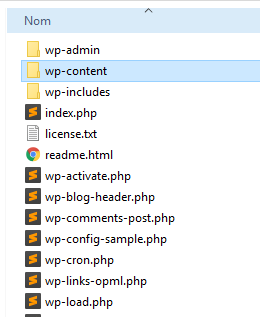 Nom
wp-admin
wp-content
wp-includes
index.php
license.txt
readme.html
wp-activate.php
wp-blog-header.php
wp-comments-post.php
wp-config-sample.php
wp-cron.php
wp-links-opml.php
wp-load.php